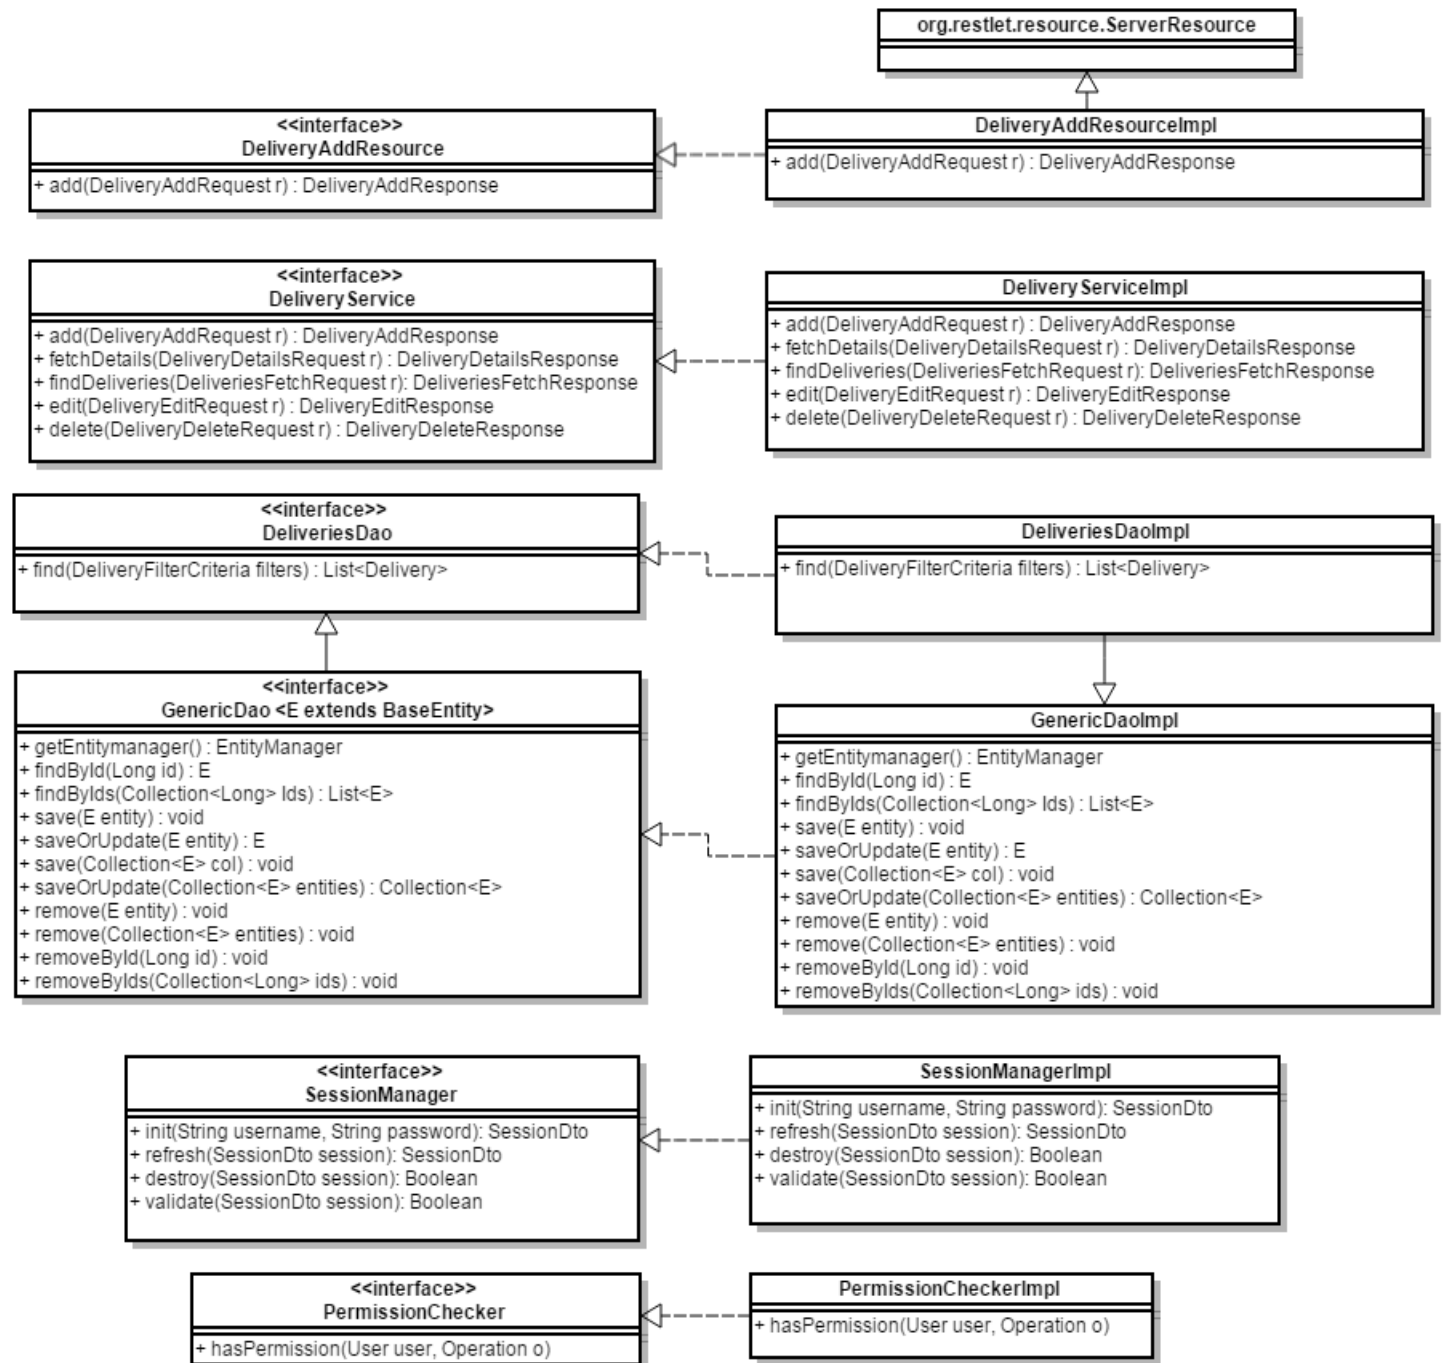 org.restlet.resource.ServerResource
<<interface>>
DeliveryAddResource
+ add(DeliveryAddRequest r) : DeliveryAddResponse
DeliveryAddResourceImpl
+ add(DeliveryAddRequest r) : DeliveryAddResponse
<<interface>>
DeliveryService
+ add(DeliveryAddRequest r) : DeliveryAddResponse
+ fetchDetails(DeliveryDetailsRequest r) : DeliveryDetailsResponse
+ findDeliveries(DeliveriesFetchRequest r): DeliveriesFetchResponse
+ edit(DeliveryEditRequest r) : DeliveryEditResponse
+ delete(DeliveryDeleteRequest r) : DeliveryDeleteResponse
DeliveryServiceImpl
+ add(DeliveryAddRequest r) : DeliveryAddResponse
+ fetchDetails(DeliveryDetailsRequest r) : DeliveryDetailsResponse
+ findDeliveries(DeliveriesFetchRequest r): DeliveriesFetchResponse
+ edit(DeliveryEditRequest r) : DeliveryEditResponse
+ delete(DeliveryDeleteRequest r) : DeliveryDeleteResponse
<<interface>>
DeliveriesDao
+ find(DeliveryFilterCriteria filters) : List<Delivery>
DeliveriesDaoImpl
+ find(DeliveryFilterCriteria filters) : List<Delivery>
<<interface>>
GenericDao <E extends BaseEntity>
+ getEntitymanager() : EntityManager
+ findById(Long id) : E
+ findByIds(Collection<Long> Ids) : List<E>
+ save(E entity) : void
+ saveOrUpdate(E entity) : E
+ save(Collection<E> col) : void
+ saveOrUpdate(Collection<E> entities) : Collection<E>
+ remove(E entity) : void
+ remove(Collection<E> entities) : void
+ removeById(Long id) : void
+ removeByIds(Collection<Long> ids) : void
GenericDaoImpl
+ getEntitymanager() : EntityManager
+ findById(Long id) : E
+ findByIds(Collection<Long> Ids) : List<E>
+ save(E entity) : void
+ saveOrUpdate(E entity) : E
+ save(Collection<E> col) : void
+ saveOrUpdate(Collection<E> entities) : Collection<E>
+ remove(E entity) : void
+ remove(Collection<E> entities) : void
+ removeById(Long id) : void
+ removeByIds(Collection<Long> ids) : void
<<interface>>
SessionManager
+ init(String username, String password): SessionDto
+ refresh(SessionDto session): SessionDto
+ destroy(SessionDto session): Boolean
+ validate(SessionDto session): Boolean
SessionManagerImpl
+ init(String username, String password): SessionDto
+ refresh(SessionDto session): SessionDto
+ destroy(SessionDto session): Boolean
+ validate(SessionDto session): Boolean
<<interface>>
PermissionChecker
+ hasPermission(User user, Operation o)
PermissionCheckerImpl
+ hasPermission(User user, Operation o)